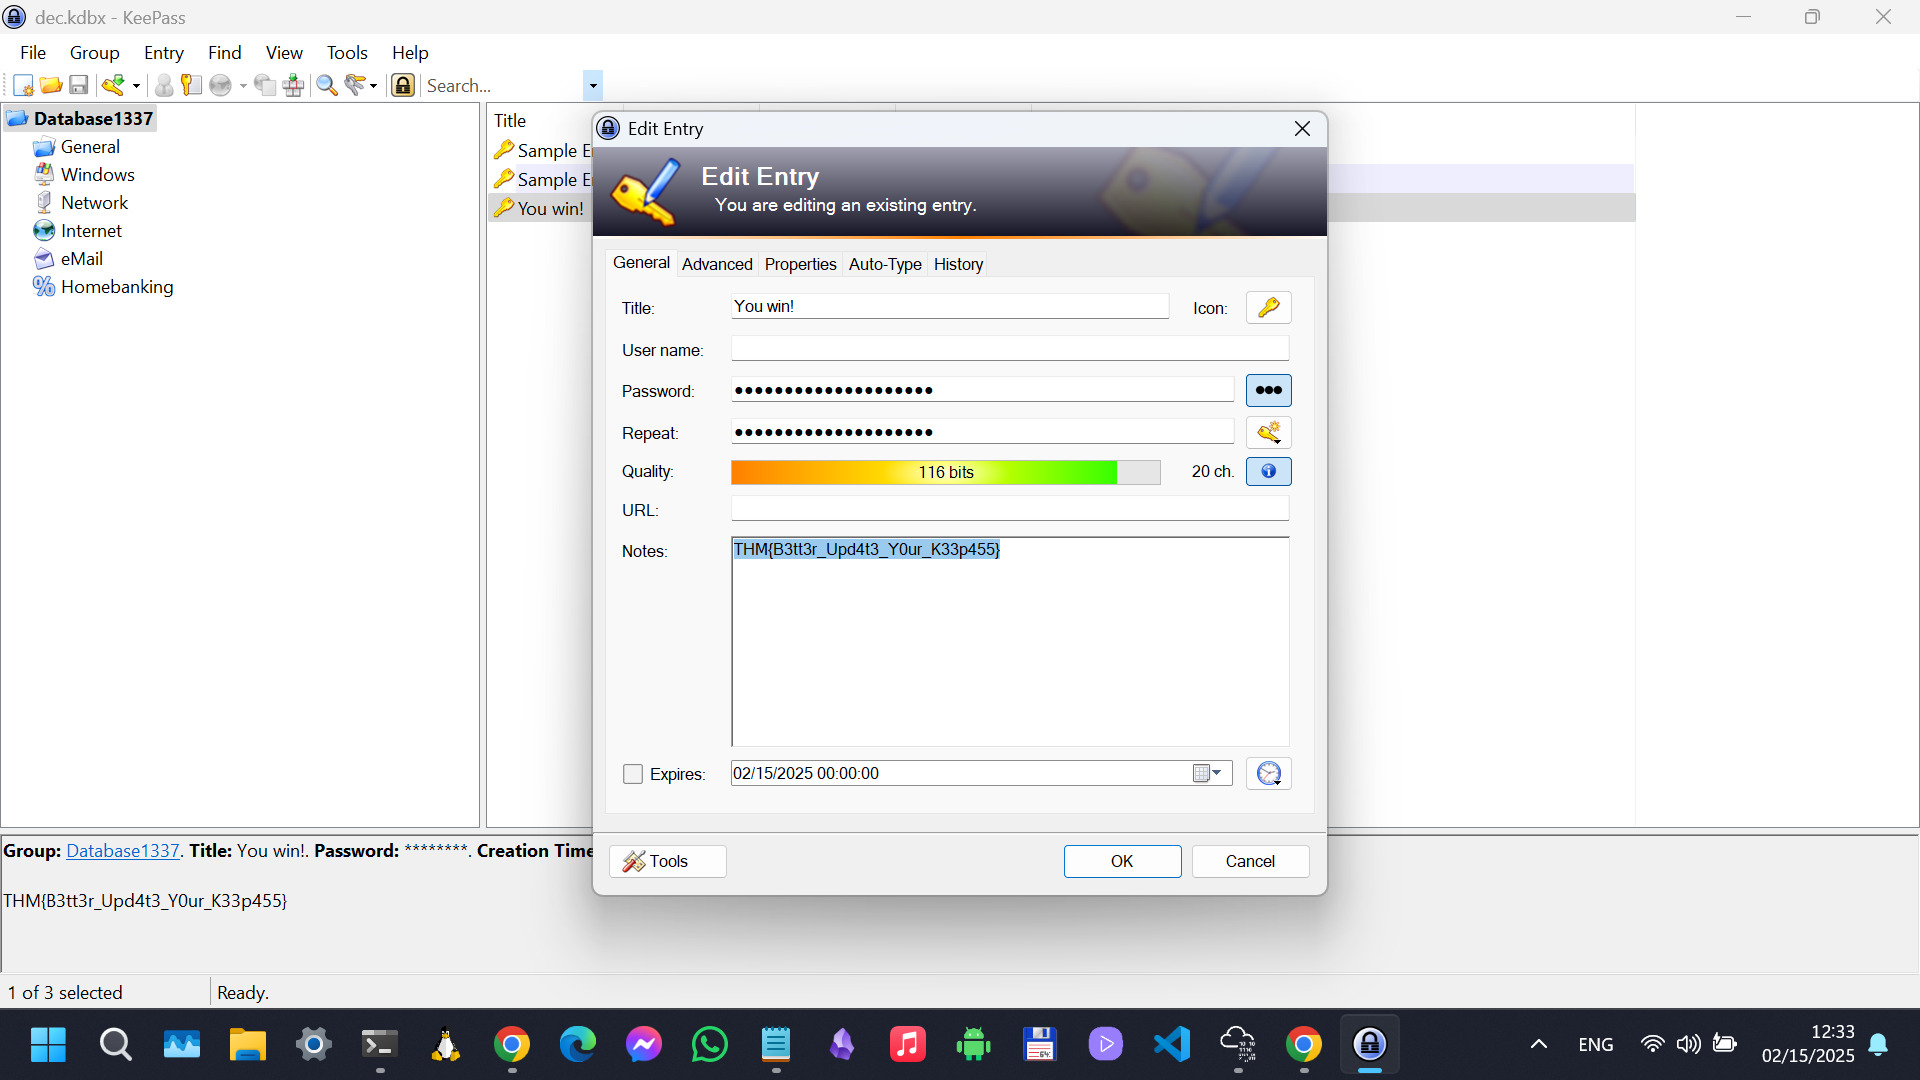 dec.kdbx - KeePass
File Group Entry Find View Tools Help
Search...
Database1337
General
Windows
Network
Internet
eMail
Homebanking
Title
Sample E
Sample E
You win!
Edit Entry
Edit Entry
You are editing an existing entry.
General Advanced Properties Auto-Type History
Title: You win! Icon:
User name:
Password: ●●●●●●●●●●●●●●●●●●●●
Repeat: ●●●●●●●●●●●●●●●●●●●●
Quality: 116 bits 20 ch.
URL:
Notes: THM{B3tt3r_Upd4t3_Y0ur_K33p455}
Expires: 02/15/2025 00:00:00
Tools OK Cancel
Group: Database1337. Title: You win!. Password: ********. Creation Time
THM{B3tt3r_Upd4t3_Y0ur_K33p455}
1 of 3 selected Ready.
ENG 12:33
02/15/2025